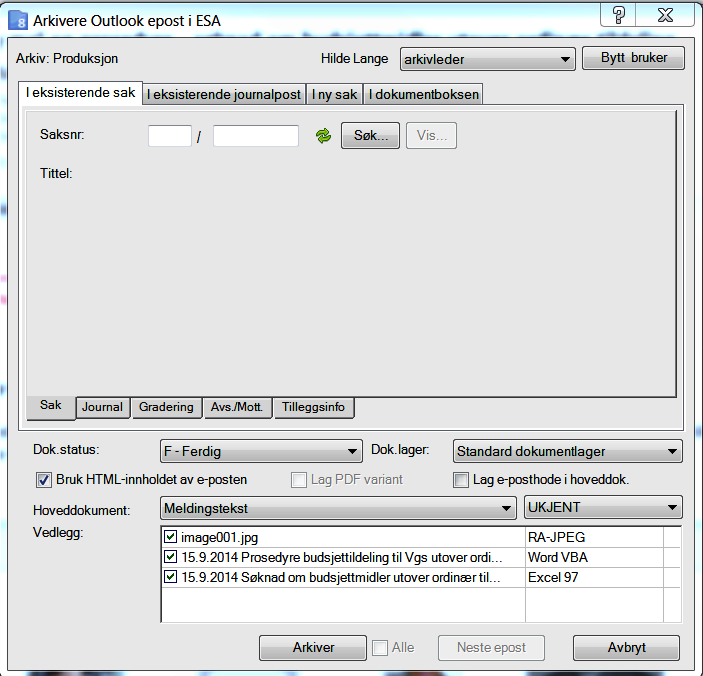 Arkivere Outlook epost i ESA
Arkiv: Produksjon Hilde Lange arkivleder Bytt bruker
I eksisterende sak I eksisterende journalpost I ny sak I dokumentboksen
Saksnr: / Søk... Vis...
Tittel:
Sak Journal Gradering Avs./Mott. Tilleggsinfo
Dok.status: F - Ferdig Dok.lager: Standard dokumentlager
Bruk HTML-innholdet av e-posten Lag PDF variant Lag e-posthode i hoveddok.
Hoveddokument: Meldingstekst UKJENT
Vedlegg: image001.jpg RA-JPEG
15.9.2014 Prosedyre budsjettildeling til Vgs utover ordi... Word VBA
15.9.2014 Søknad om budsjettmidler utover ordinær til... Excel 97
Arkiver Alle Neste epost Avbryt